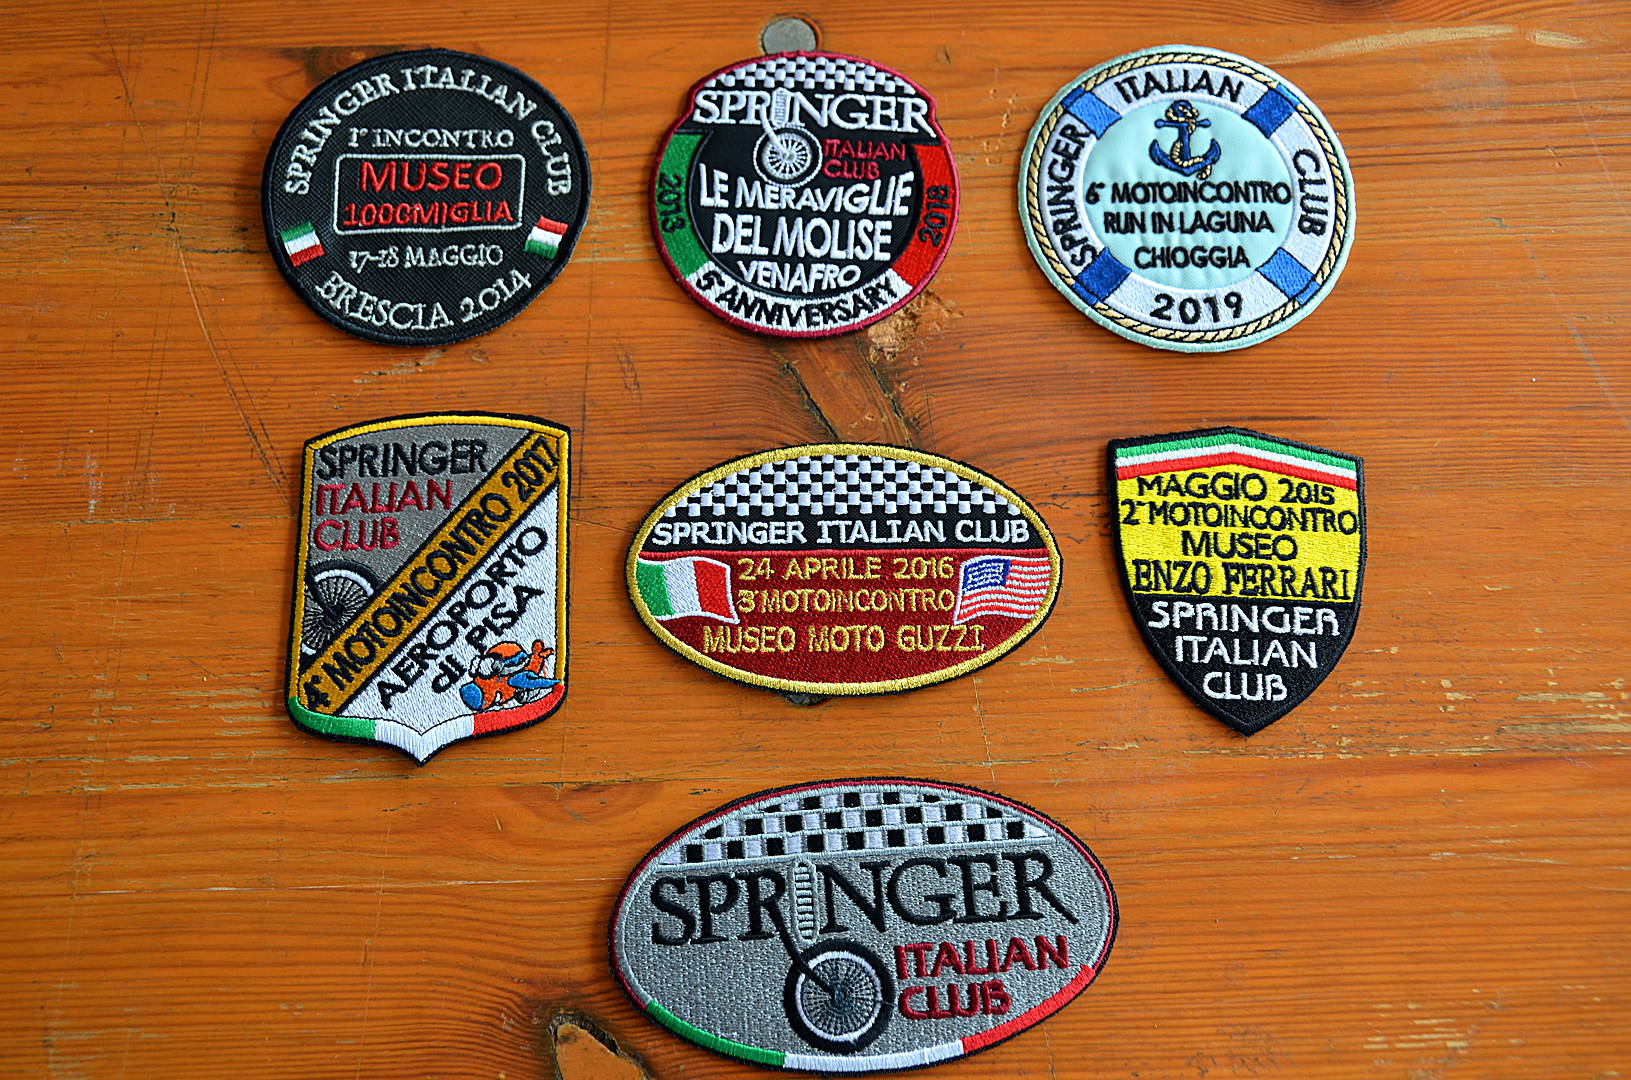 SPRINGER ITALIAN CLUB
1° INCONTRO
MUSEO
1000MIGLIA
17-18 MAGGIO
BRESCIA 2014
SPRINGER
ITALIAN
CLUB
2013
2018
LE MERAVIGLIE
DEL MOLISE
VENAFRO
5° ANNIVERSARY
SPRINGER ITALIAN CLUB
6° MOTOINCONTRO
RUN IN LAGUNA
CHIOGGIA
2019
SPRINGER
ITALIAN
CLUB
4° MOTOINCONTRO 2017
AEROPORTO
di PISA
SPRINGER ITALIAN CLUB
24 APRILE 2016
3°MOTOINCONTRO
MUSEO MOTO GUZZI
MAGGIO 2015
2°MOTOINCONTRO
MUSEO
ENZO FERRARI
SPRINGER
ITALIAN
CLUB
SPRINGER
ITALIAN
CLUB